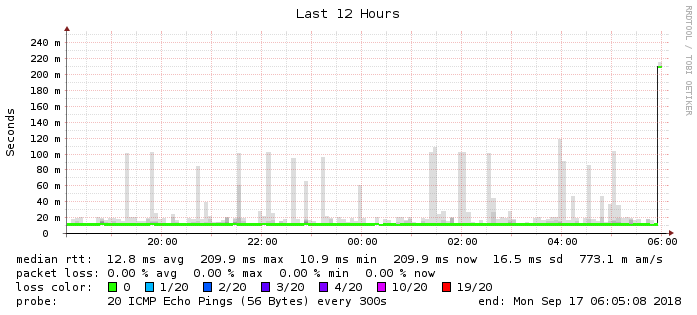 Last 12 Hours
RRDTOOL / TOBI OETIKER
Seconds
240 m
220 m
200 m
180 m
160 m
140 m
120 m
100 m
80 m
60 m
40 m
20 m
0
20:00 22:00 00:00 02:00 04:00 06:00
median rtt: 12.8 ms avg 209.9 ms max 10.9 ms min 209.9 ms now 16.5 ms sd 773.1 m am/s
packet loss: 0.00 % avg 0.00 % max 0.00 % min 0.00 % now
loss color: 0 1/20 2/20 3/20 4/20 10/20 19/20
probe: 20 ICMP Echo Pings (56 Bytes) every 300s end: Mon Sep 17 06:05:08 2018